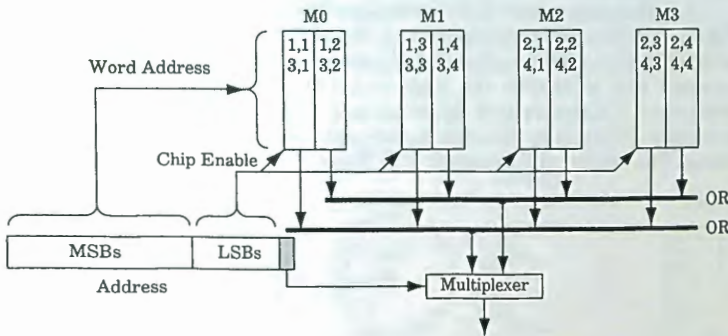 M0 M1 M2 M3
1,1 1,2 1,3 1,4 2,1 2,2 2,3 2,4
3,1 3,2 3,3 3,4 4,1 4,2 4,3 4,4
Word Address
Chip Enable
OR
OR
MSBs LSBs
Multiplexer
Address